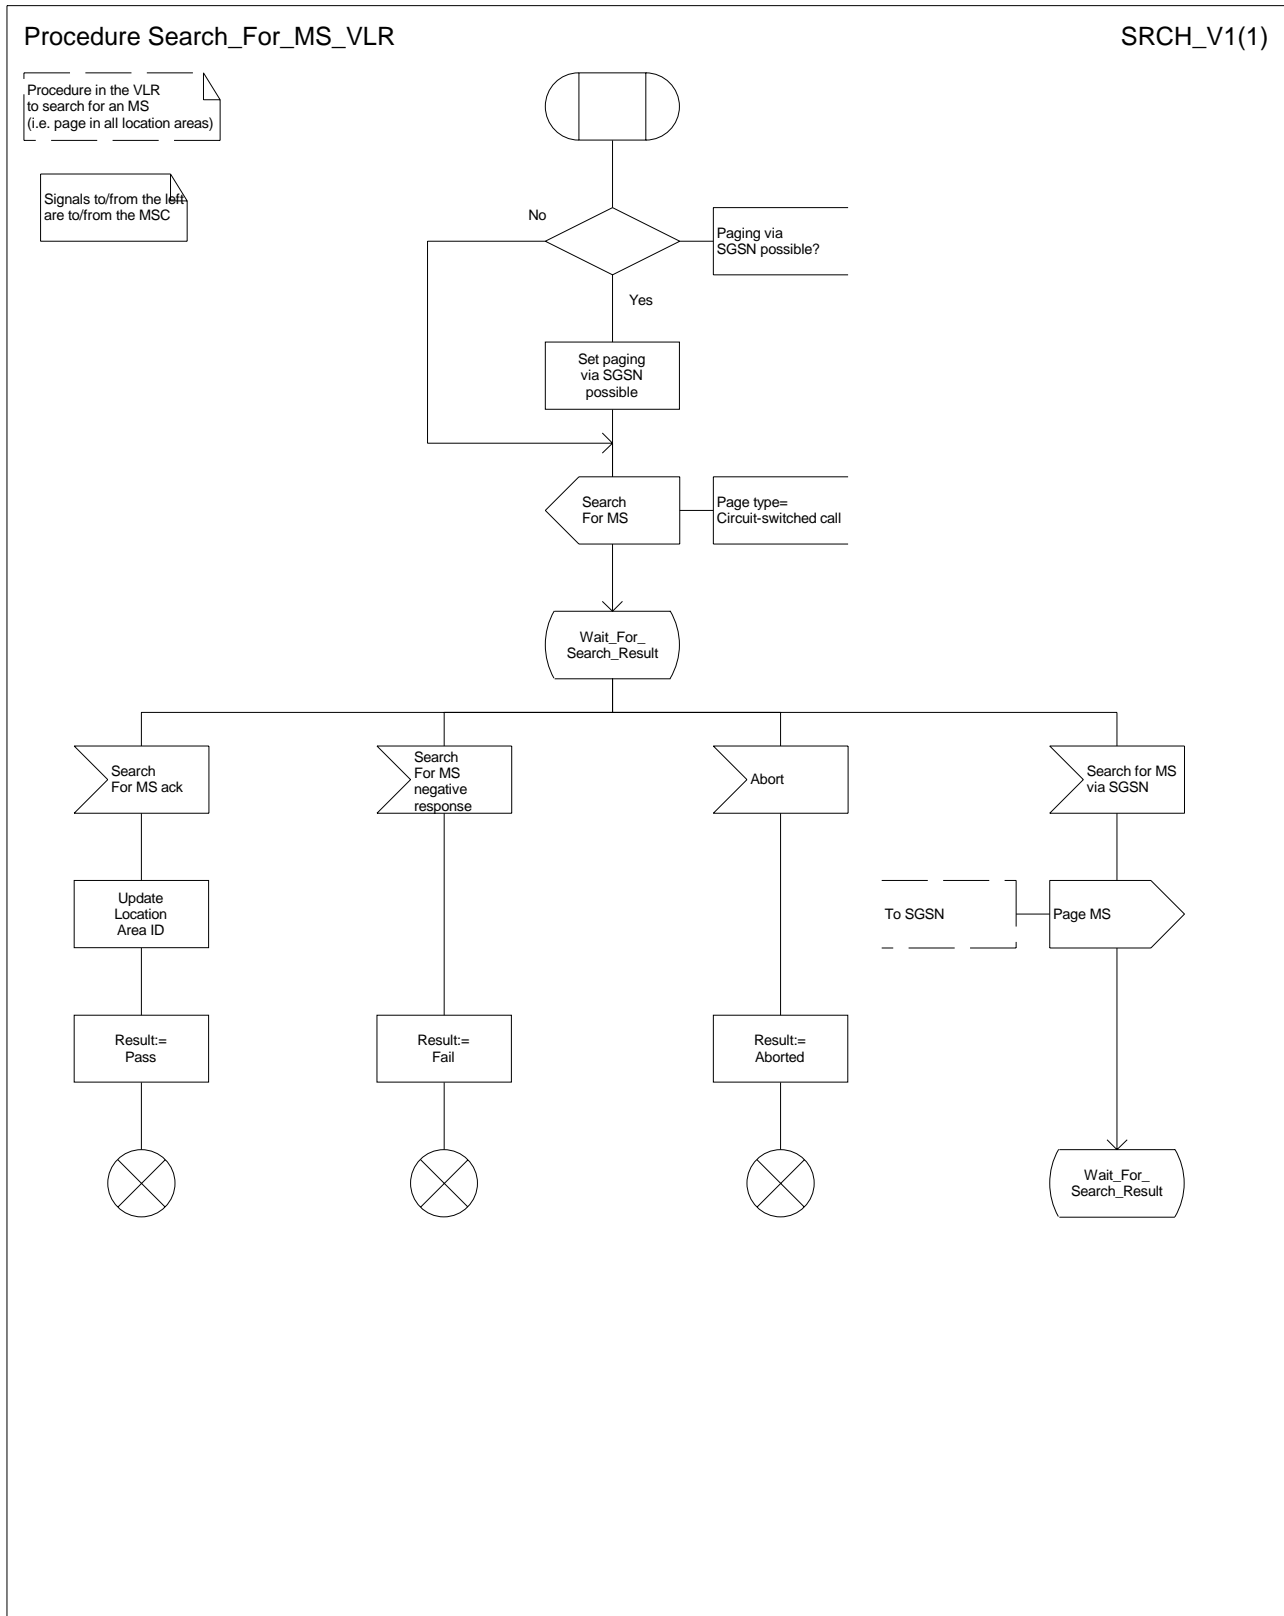 Procedure Search_For_MS_VLR
SRCH_V1(1)
Procedure in the VLR
to search for an MS
(i.e. page in all location areas)
Signals to/from the left
are to/from the MSC
No
Paging via
SGSN possible?
Yes
Set paging
via SGSN
possible
Search
For MS
Page type=
Circuit-switched call
Wait_For_
Search_Result
Search
For MS ack
Search
For MS
negative
response
Abort
Search for MS
via SGSN
Update
Location
Area ID
To SGSN
Page MS
Result:=
Pass
Result:=
Fail
Result:=
Aborted
Wait_For_
Search_Result